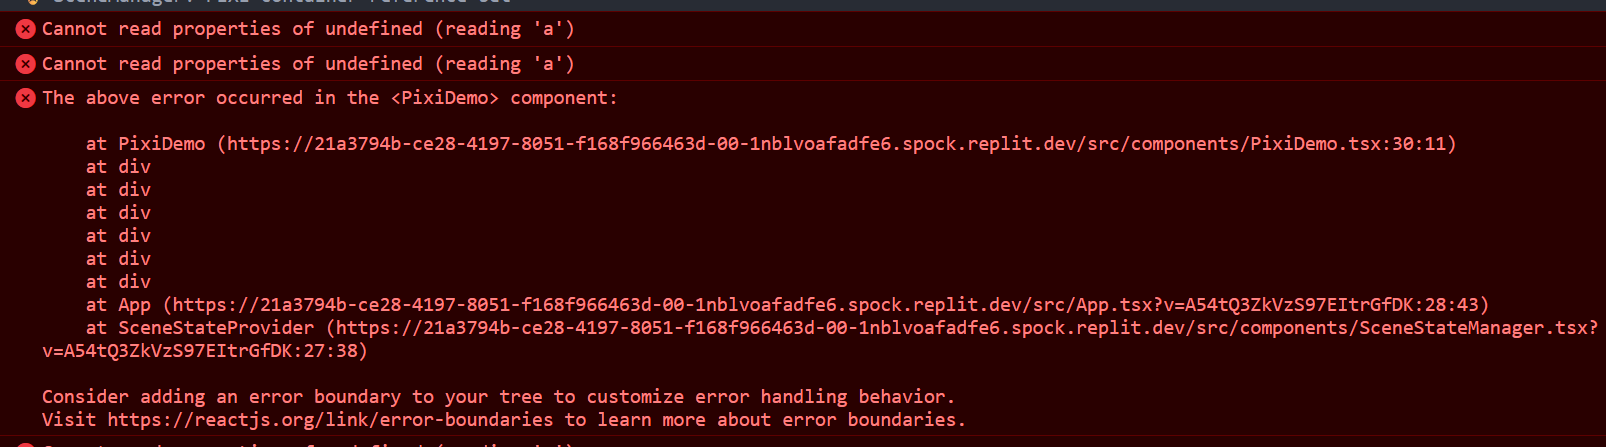 SceneManager: PIXI container reference set
Cannot read properties of undefined (reading 'a')
Cannot read properties of undefined (reading 'a')
The above error occurred in the <PixiDemo> component:
at PixiDemo (https://21a3794b-ce28-4197-8051-f168f966463d-00-1nblvoafadfe6.spock.replit.dev/src/components/PixiDemo.tsx:30:11)
at div
at div
at div
at div
at div
at div
at App (https://21a3794b-ce28-4197-8051-f168f966463d-00-1nblvoafadfe6.spock.replit.dev/src/App.tsx?v=A54tQ3ZkVzS97EItrGfDK:28:43)
at SceneStateProvider (https://21a3794b-ce28-4197-8051-f168f966463d-00-1nblvoafadfe6.spock.replit.dev/src/components/SceneStateManager.tsx?
v=A54tQ3ZkVzS97EItrGfDK:27:38)
Consider adding an error boundary to your tree to customize error handling behavior.
Visit https://reactjs.org/link/error-boundaries to learn more about error boundaries.